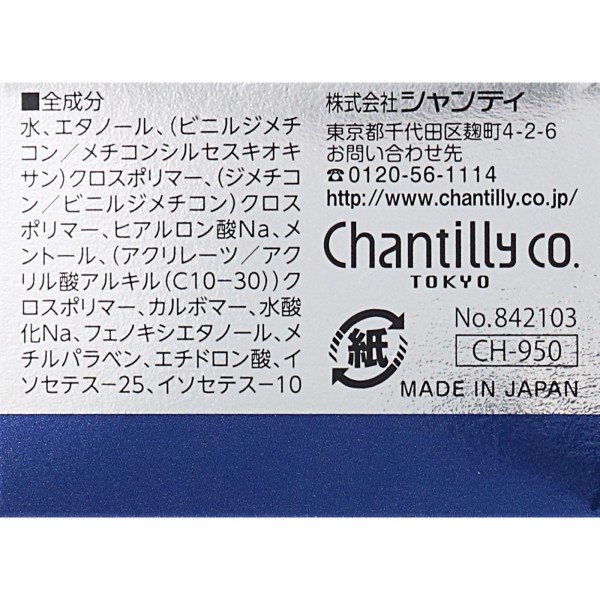 ■全成分
水、エタノール、(ビニルジメチ
コン／メチコンシルセスキオキ
サン)クロスポリマー、(ジメチコ
ン／ビニルジメチコン)クロス
ポリマー、ヒアルロン酸Na、メ
ントール、(アクリレーツ／アク
リル酸アルキル(C10−30))ク
ロスポリマー、カルボマー、水酸
化Na、フェノキシエタノール、メ
チルパラベン、エチドロン酸、イ
ソセテス−25、イソセテス−10
株式会社 シャンティ
東京都千代田区麹町4-2-6
お問い合わせ先
☎0120-56-1114
http://www.chantilly.co.jp/
Chantilly co.
TOKYO
紙
No.842103
CH-950
MADE IN JAPAN